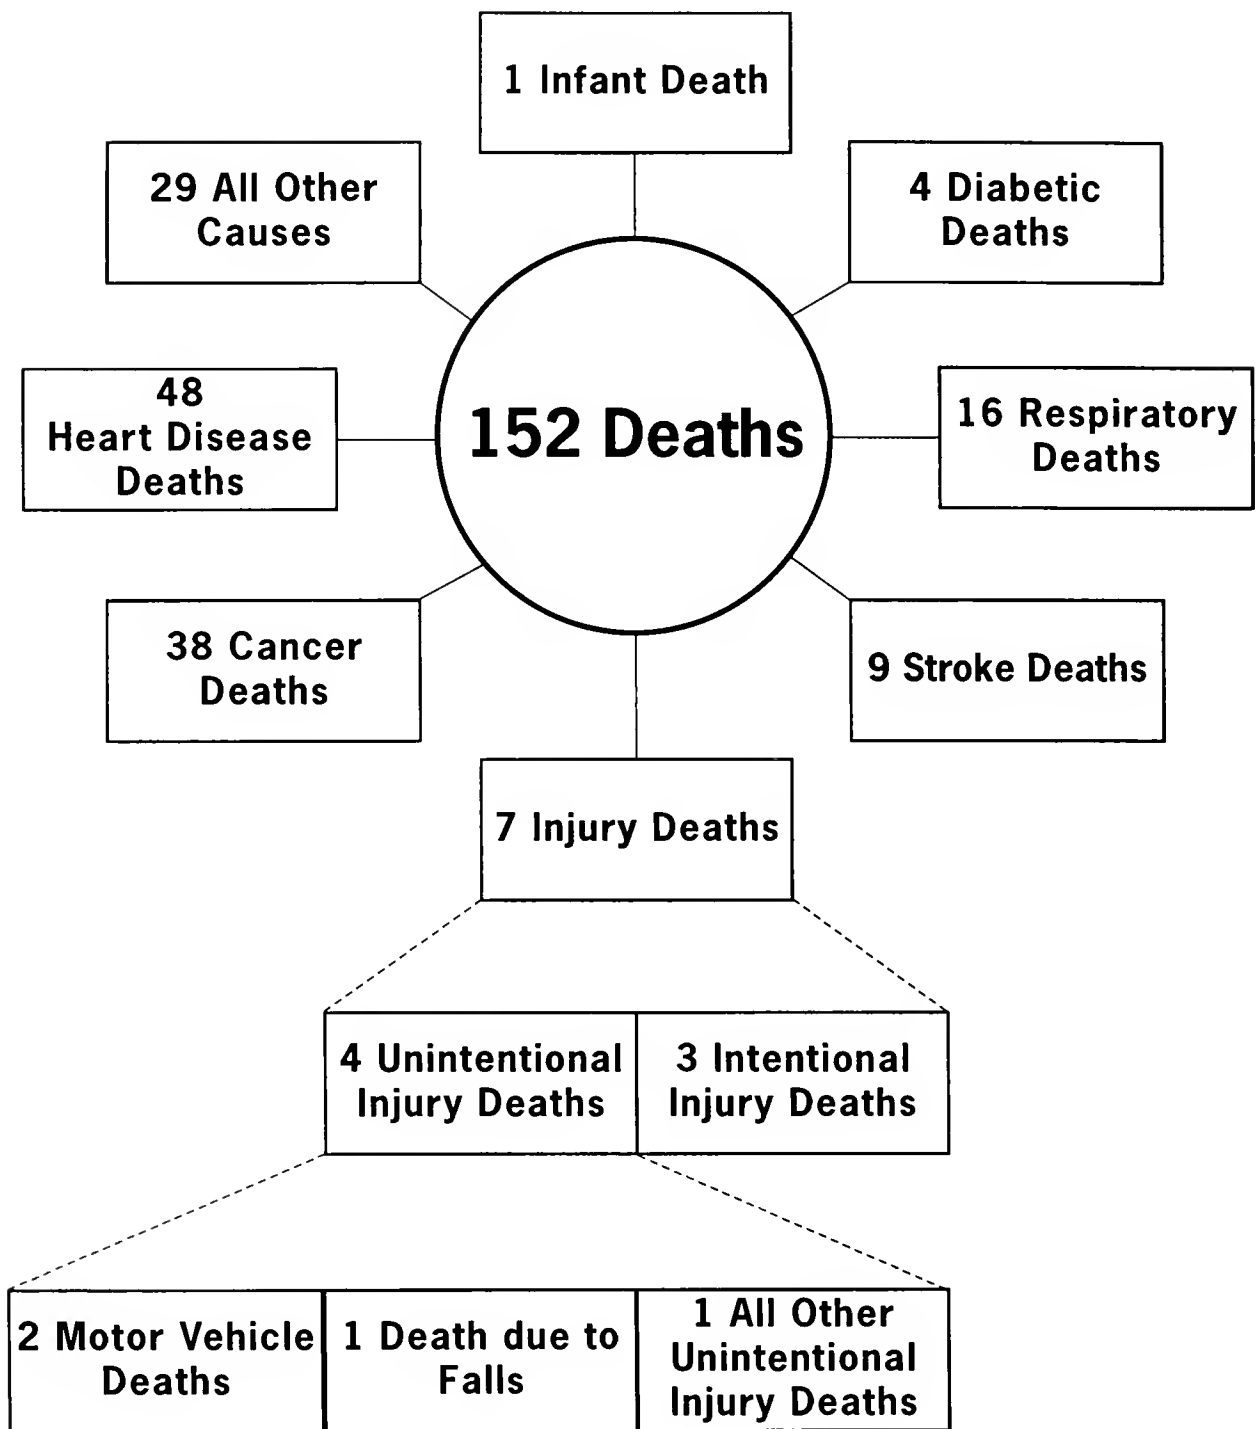 1 Infant Death
29 All Other
Causes
4 Diabetic
Deaths
48
Heart Disease
Deaths
152 Deaths
16 Respiratory
Deaths
38 Cancer
Deaths
9 Stroke Deaths
7 Injury Deaths
4 Unintentional
Injury Deaths
3 Intentional
Injury Deaths
2 Motor Vehicle
Deaths
1 Death due to
Falls
1 All Other
Unintentional
Injury Deaths